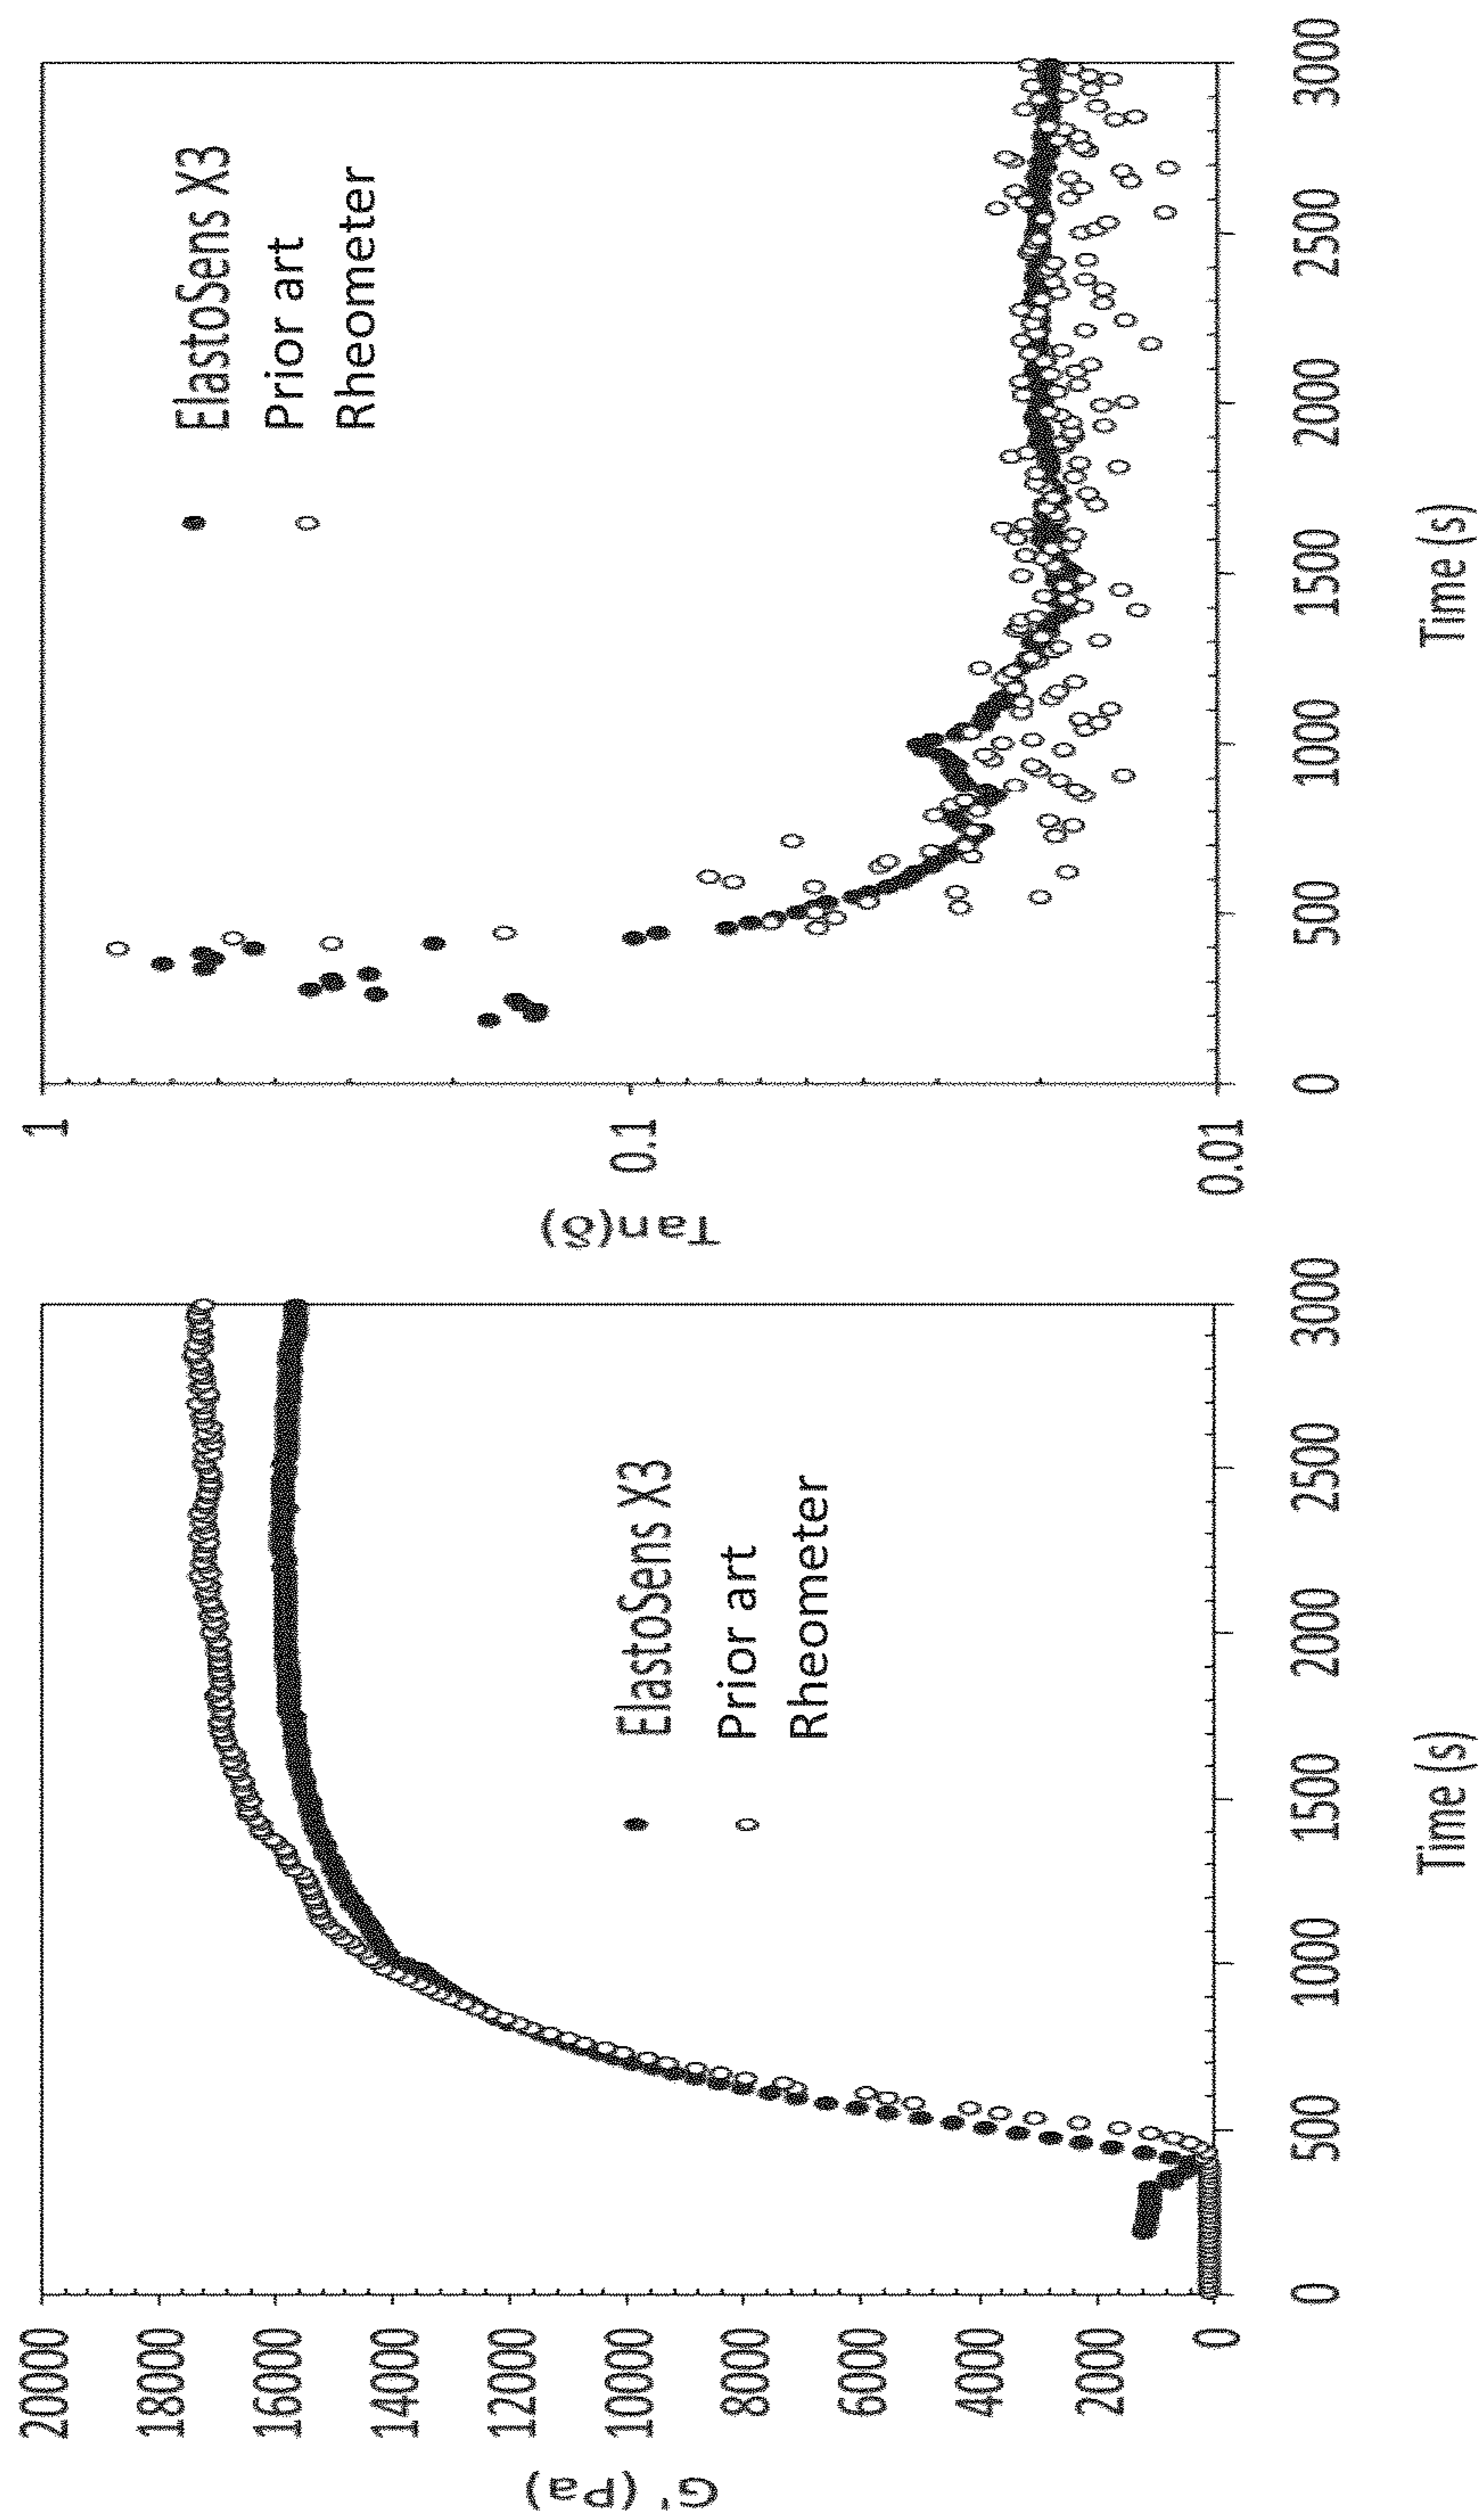 20000
18000
16000
14000
12000
10000
8000
6000
4000
2000
0
G' (Pa)
ElastoSens X3
Prior art
Rheometer
0
500
1000
1500
2000
2500
3000
Time (s)
1
0.1
0.01
Tan(δ)
ElastoSens X3
Prior art
Rheometer
0
500
1000
1500
2000
2500
3000
Time (s)